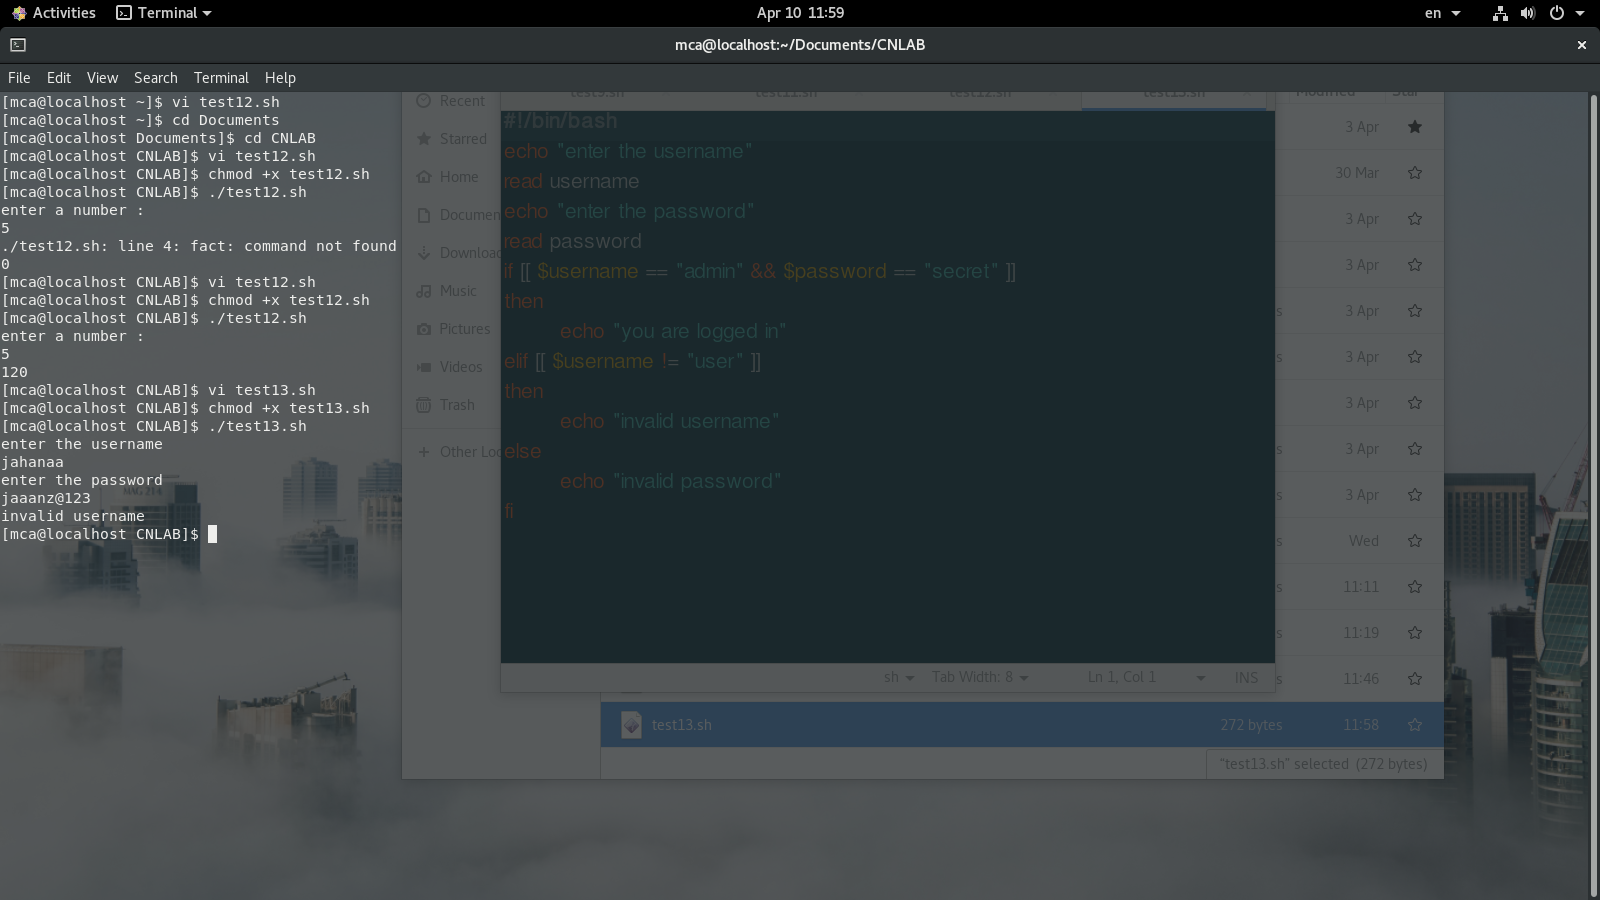 Activities Terminal Apr 10 11:59 en
mca@localhost:~/Documents/CNLAB
File Edit View Search Terminal Help
[mca@localhost ~]$ vi test12.sh
[mca@localhost ~]$ cd Documents
[mca@localhost Documents]$ cd CNLAB
[mca@localhost CNLAB]$ vi test12.sh
[mca@localhost CNLAB]$ chmod +x test12.sh
[mca@localhost CNLAB]$ ./test12.sh
enter a number :
5
./test12.sh: line 4: fact: command not found
0
[mca@localhost CNLAB]$ vi test12.sh
[mca@localhost CNLAB]$ chmod +x test12.sh
[mca@localhost CNLAB]$ ./test12.sh
enter a number :
5
120
[mca@localhost CNLAB]$ vi test13.sh
[mca@localhost CNLAB]$ chmod +x test13.sh
[mca@localhost CNLAB]$ ./test13.sh
enter the username
jahanaa
enter the password
jaaanz@123
invalid username
[mca@localhost CNLAB]$
Recent
Starred
Home
Documen
Downloac
Music
Pictures
Videos
Trash
+ Other Loc
test9.sh test11.sh test12.sh test13.sh
#!/bin/bash
echo "enter the username"
read username
echo "enter the password"
read password
if [[ $username == "admin" && $password == "secret" ]]
then
echo "you are logged in"
elif [[ $username != "user" ]]
then
echo "invalid username"
else
echo "invalid password"
fi
sh Tab Width: 8 Ln 1, Col 1 INS
Modified Star
3 Apr
30 Mar
3 Apr
3 Apr
s 3 Apr
s 3 Apr
3 Apr
s 3 Apr
s 3 Apr
s Wed
s 11:11
s 11:19
s 11:46
test13.sh 272 bytes 11:58
"test13.sh" selected (272 bytes)